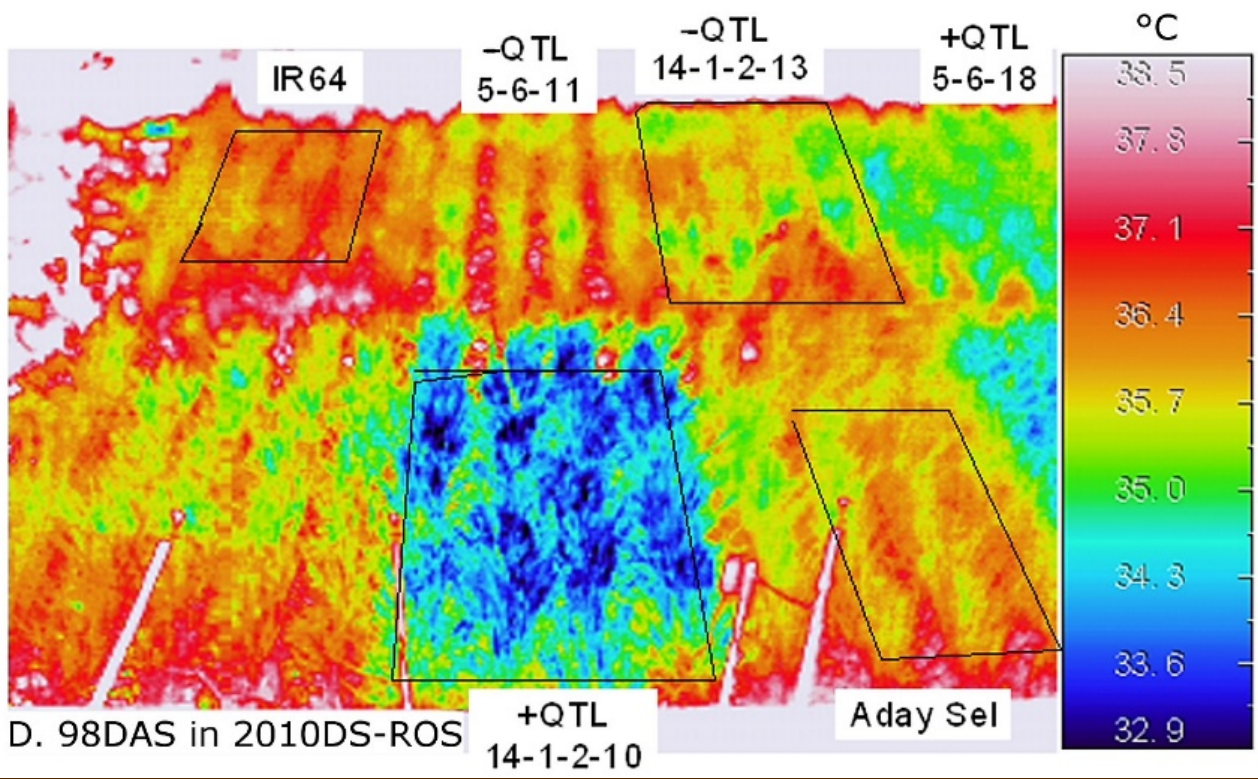 °C
IR64
–QTL
5-6-11
–QTL
14-1-2-13
+QTL
5-6-18
38.5
37.8
37.1
36.4
35.7
35.0
34.3
33.6
32.9
D. 98DAS in 2010DS-ROS
+QTL
14-1-2-10
Aday Sel